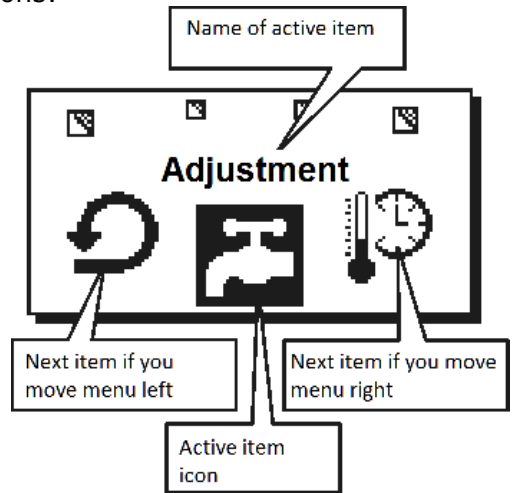 ons:
Name of active item
Adjustment
Next item if you
move menu left
Next item if you move
menu right
Active item
icon